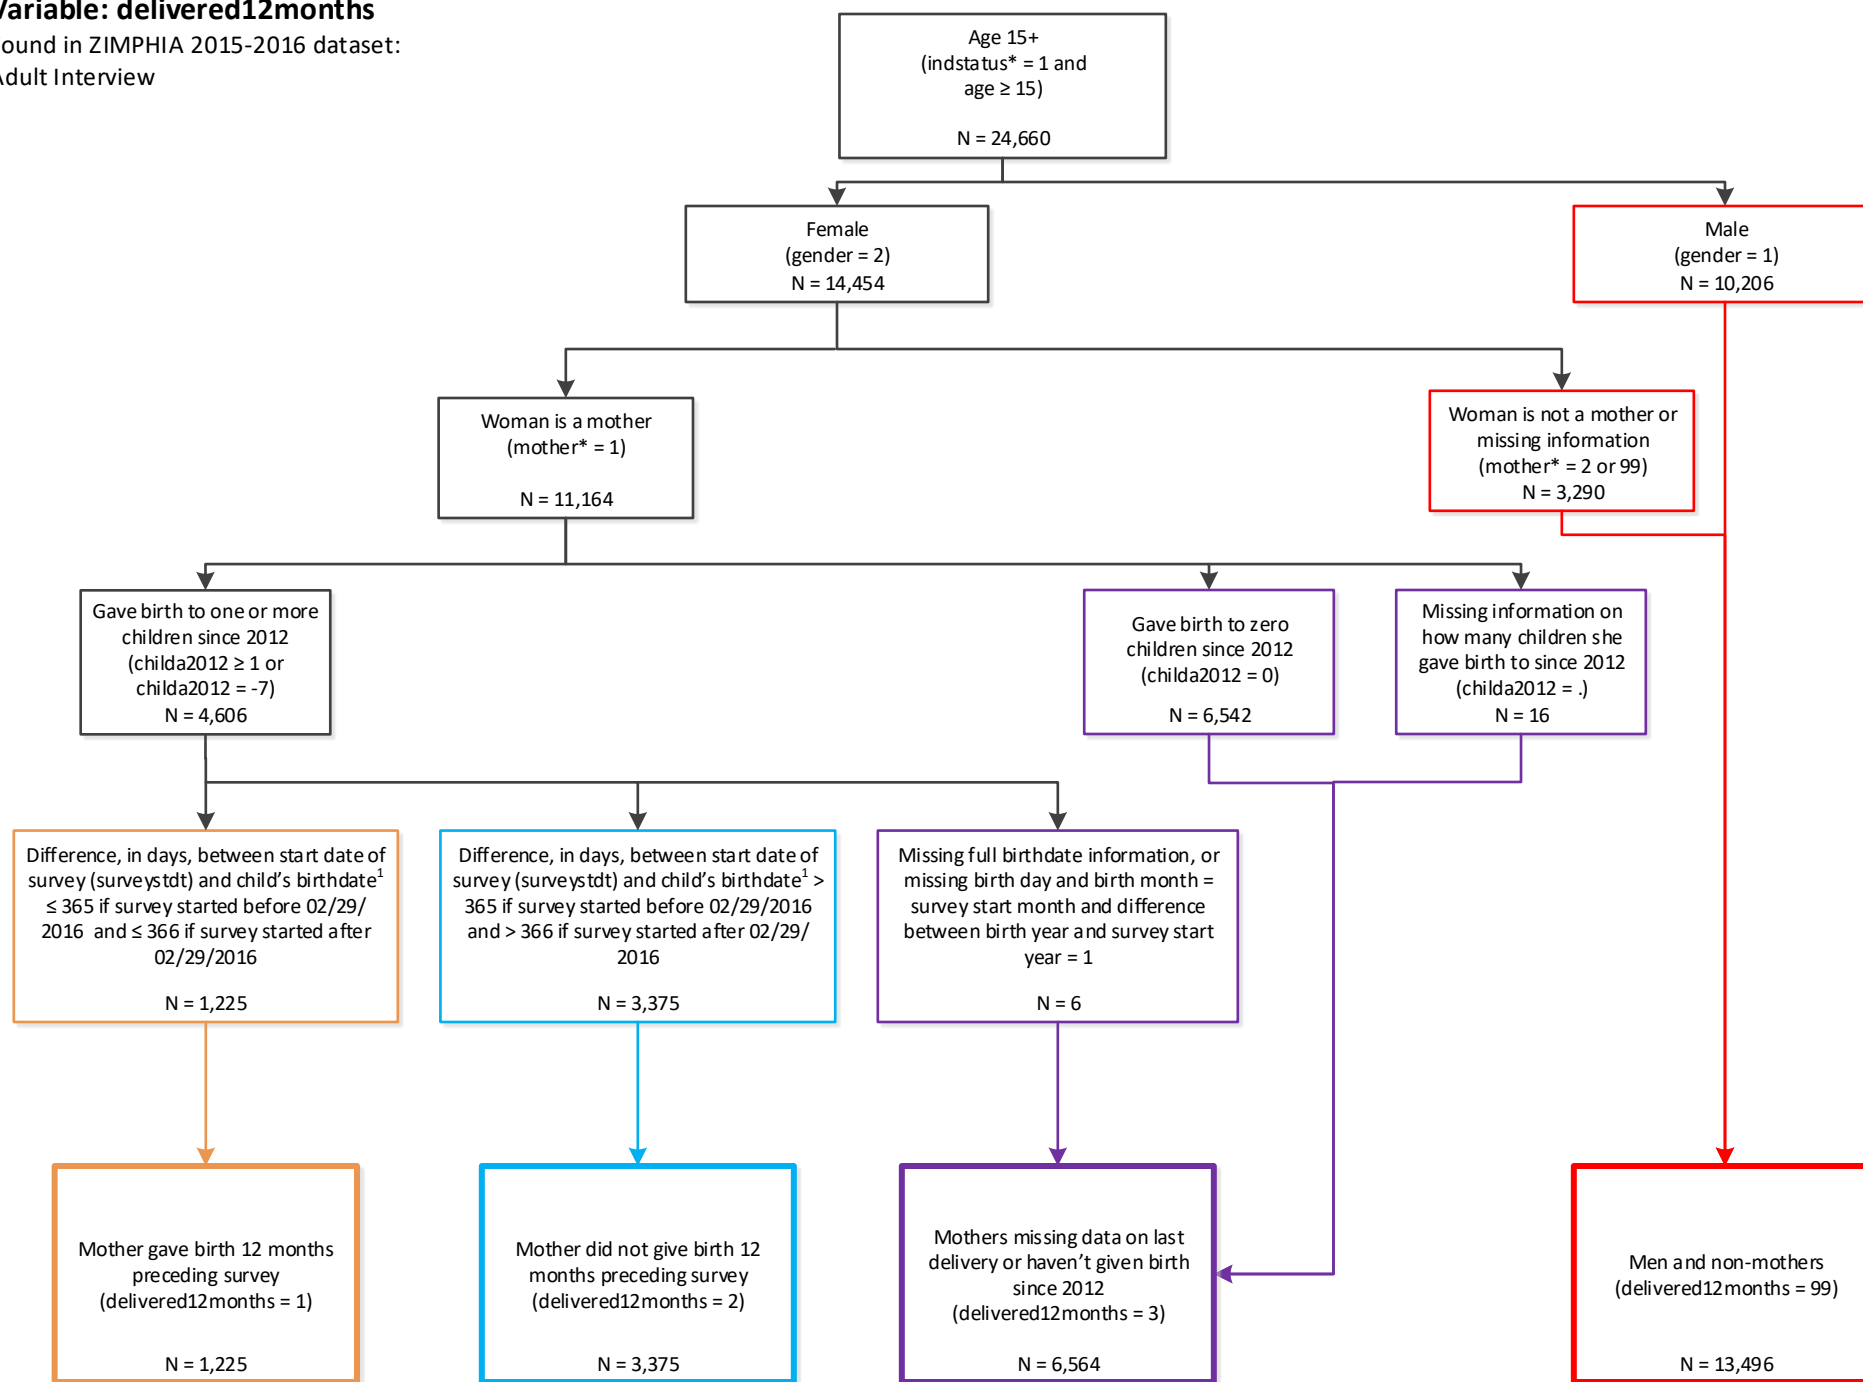 Variable: delivered12months
ound in ZIMPHIA 2015-2016 dataset:
Adult Interview
Age 15+
(indstatus* = 1 and
age ≥ 15)
N = 24,660
Female
(gender = 2)
N = 14,454
Male
(gender = 1)
N = 10,206
Woman is a mother
(mother* = 1)
N = 11,164
Woman is not a mother or
missing information
(mother* = 2 or 99)
N = 3,290
Gave birth to one or more
children since 2012
(childa2012 ≥ 1 or
childa2012 = -7)
N = 4,606
Gave birth to zero
children since 2012
(childa2012 = 0)
N = 6,542
Missing information on
how many children she
gave birth to since 2012
(childa2012 = .)
N = 16
Difference, in days, between start date of
survey (surveystdt) and child's birthdate¹
≤ 365 if survey started before 02/29/
2016 and ≤ 366 if survey started after
02/29/2016
N = 1,225
Difference, in days, between start date of
survey (surveystdt) and child's birthdate¹ >
365 if survey started before 02/29/2016
and > 366 if survey started after 02/29/
2016
N = 3,375
Missing full birthdate information, or
missing birth day and birth month =
survey start month and difference
between birth year and survey start
year = 1
N = 6
Mother gave birth 12 months
preceding survey
(delivered12months = 1)
N = 1,225
Mother did not give birth 12
months preceding survey
(delivered12months = 2)
N = 3,375
Mothers missing data on last
delivery or haven't given birth
since 2012
(delivered12months = 3)
N = 6,564
Men and non-mothers
(delivered12months = 99)
N = 13,496